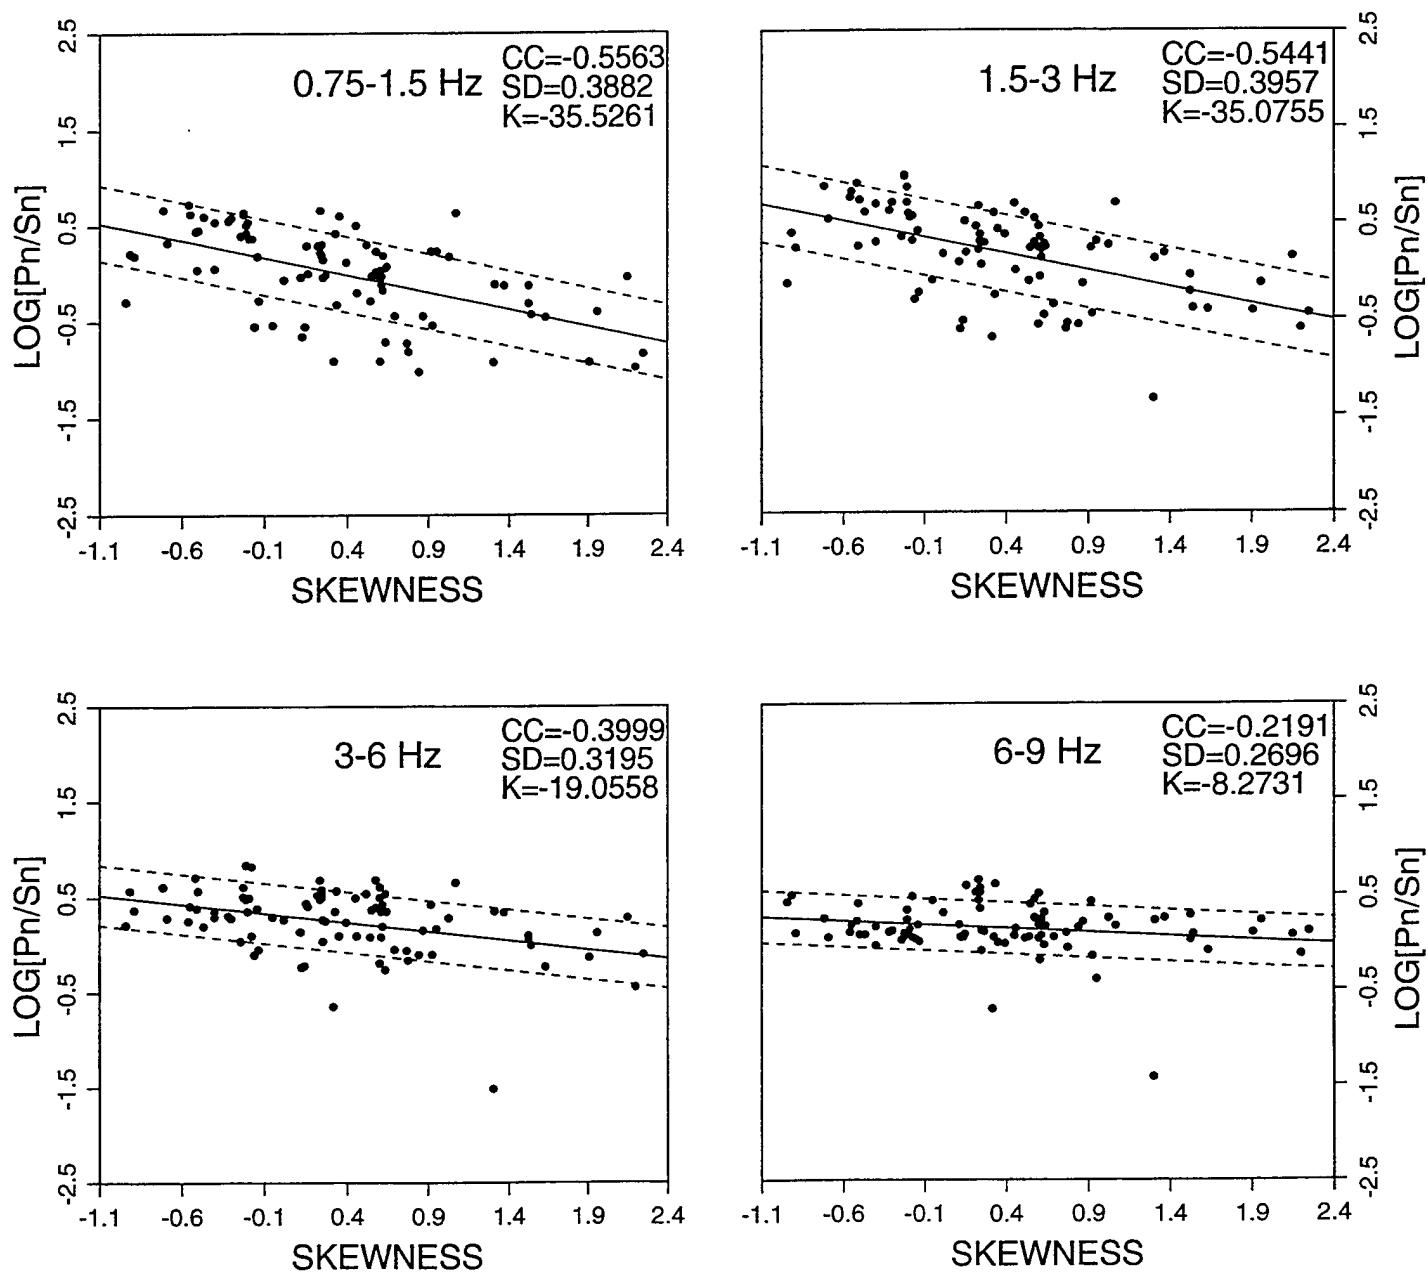 0.75-1.5 Hz
CC=-0.5563
SD=0.3882
K=-35.5261
LOG[Pn/Sn]
2.5
1.5
0.5
-0.5
-1.5
-2.5
-1.1 -0.6 -0.1 0.4 0.9 1.4 1.9 2.4
SKEWNESS
1.5-3 Hz
CC=-0.5441
SD=0.3957
K=-35.0755
LOG[Pn/Sn]
2.5
1.5
0.5
-0.5
-1.5
-2.5
-1.1 -0.6 -0.1 0.4 0.9 1.4 1.9 2.4
SKEWNESS
3-6 Hz
CC=-0.3999
SD=0.3195
K=-19.0558
LOG[Pn/Sn]
2.5
1.5
0.5
-0.5
-1.5
-2.5
-1.1 -0.6 -0.1 0.4 0.9 1.4 1.9 2.4
SKEWNESS
6-9 Hz
CC=-0.2191
SD=0.2696
K=-8.2731
LOG[Pn/Sn]
2.5
1.5
0.5
-0.5
-1.5
-2.5
-1.1 -0.6 -0.1 0.4 0.9 1.4 1.9 2.4
SKEWNESS